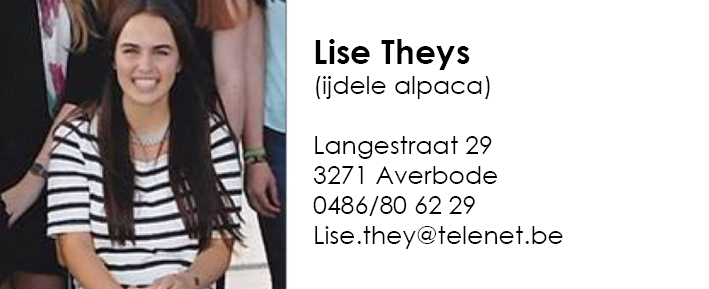 Lise Theys
(ijdele alpaca)
Langestraat 29
3271 Averbode
0486/80 62 29
Lise.they@telenet.be